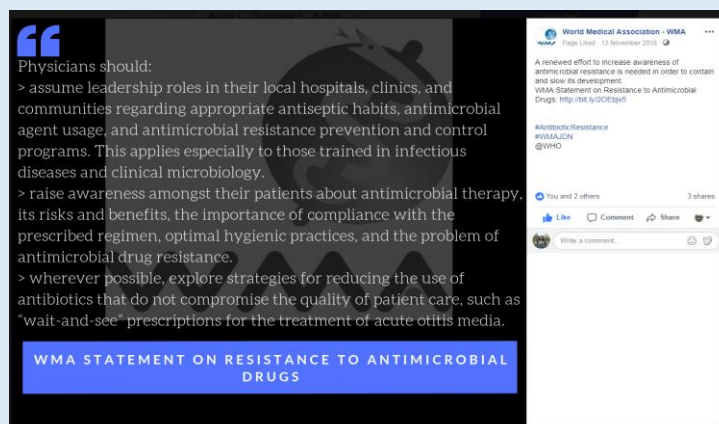 Physicians should:
> assume leadership roles in their local hospitals, clinics, and
communities regarding appropriate antiseptic habits, antimicrobial
agent usage, and antimicrobial resistance prevention and control
programs. This applies especially to those trained in infectious
diseases and clinical microbiology.
> raise awareness amongst their patients about antimicrobial therapy,
its risks and benefits, the importance of compliance with the
prescribed regimen, optimal hygienic practices, and the problem of
antimicrobial drug resistance.
> wherever possible, explore strategies for reducing the use of
antibiotics that do not compromise the quality of patient care, such as
“wait-and-see” prescriptions for the treatment of acute otitis media.
WMA STATEMENT ON RESISTANCE TO ANTIMICROBIAL
DRUGS
World Medical Association - WMA
Page Liked · 13 November 2018 ·
A renewed effort to increase awareness of
antimicrobial resistance is needed in order to contain
and slow its development.
WMA Statement on Resistance to Antimicrobial
Drugs: http://bit.ly/2OEbjv5
#AntibioticResistance
#WMAJDN
@WHO
You and 2 others 3 shares
Like Comment Share
Write a comment...